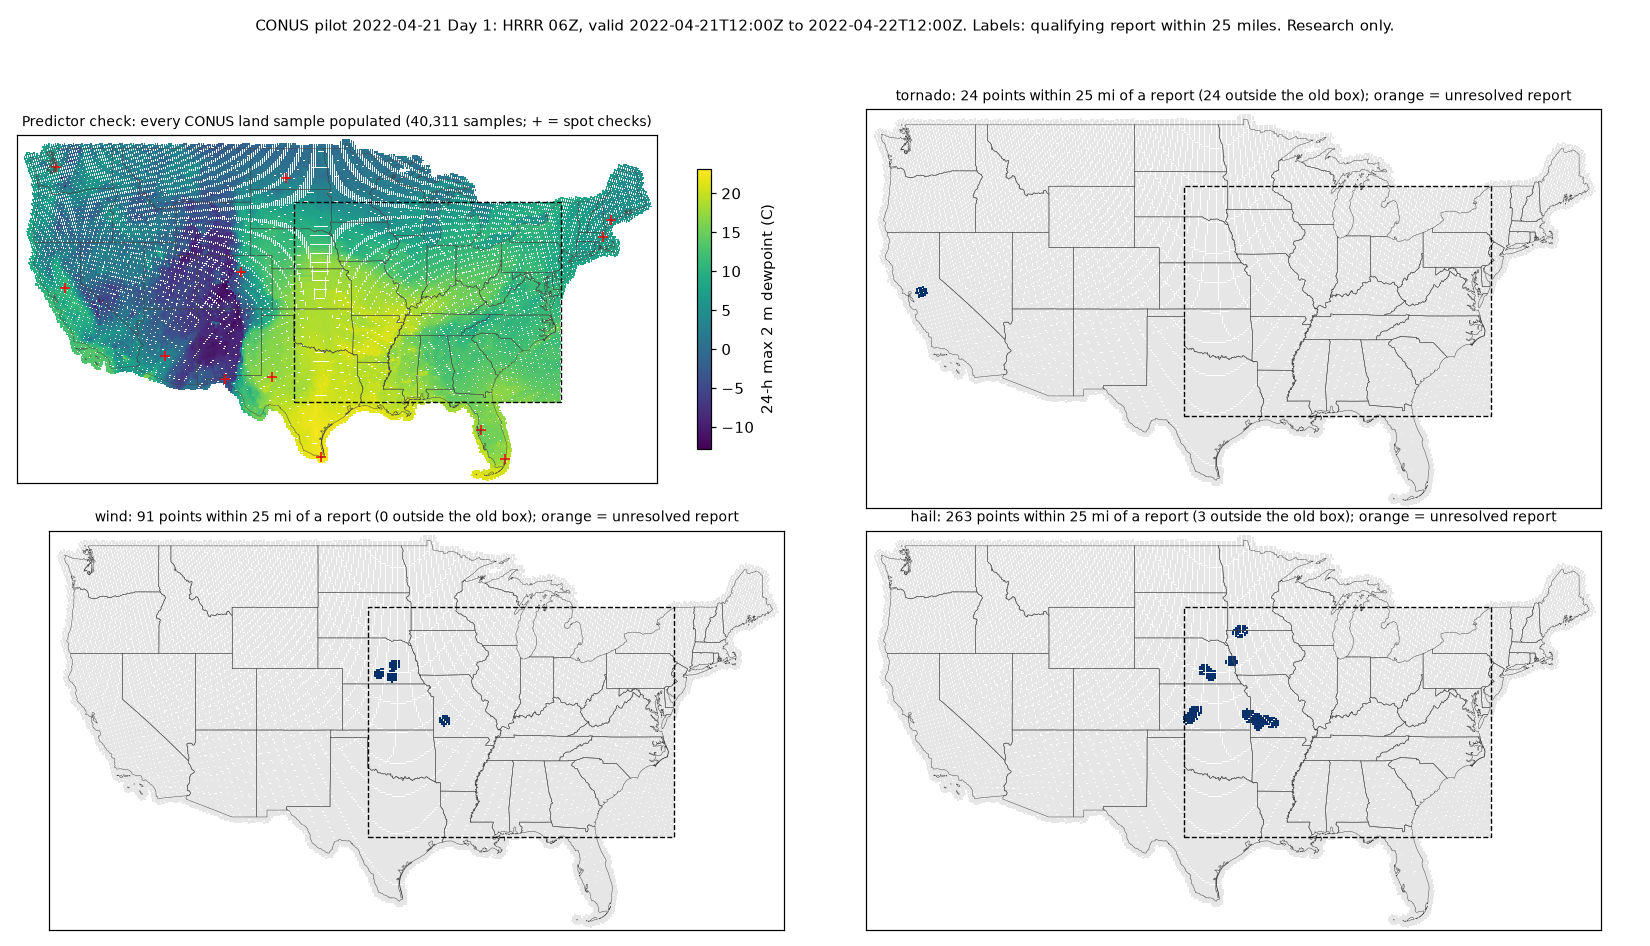 CONUS pilot 2022-04-21 Day 1: HRRR 06Z, valid 2022-04-21T12:00Z to 2022-04-22T12:00Z. Labels: qualifying report within 25 miles. Research only.
Predictor check: every CONUS land sample populated (40,311 samples; + = spot checks)
20
15
10
5
0
−5
−10
24-h max 2 m dewpoint (C)
tornado: 24 points within 25 mi of a report (24 outside the old box); orange = unresolved report
wind: 91 points within 25 mi of a report (0 outside the old box); orange = unresolved report
hail: 263 points within 25 mi of a report (3 outside the old box); orange = unresolved report